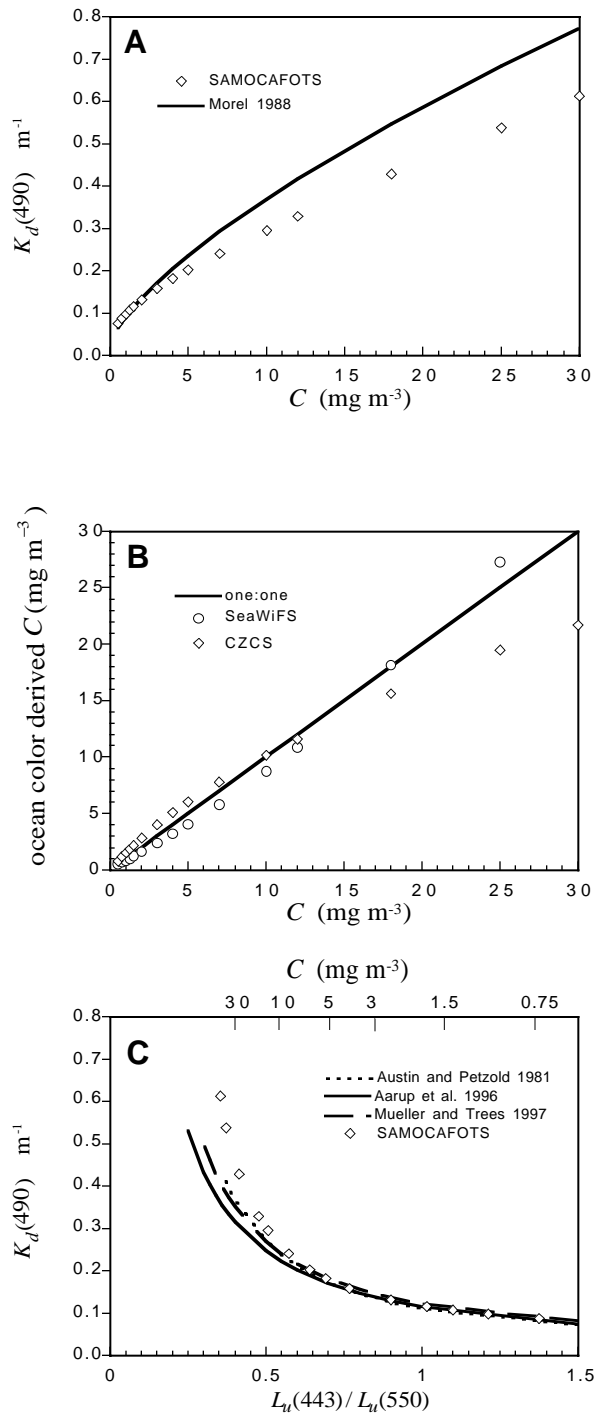 A
SAMOCAFOTS
Morel 1988
0.8
0.7
0.6
0.5
0.4
0.3
0.2
0.1
0.0
K_d(490) m⁻¹
0 5 10 15 20 25 30
C (mg m⁻³)
B
one:one
SeaWiFS
CZCS
30
25
20
15
10
5
0
ocean color derived C (mg m⁻³)
0 5 10 15 20 25 30
C (mg m⁻³)
C (mg m⁻³)
30 10 5 3 1.5 0.75
C
Austin and Petzold 1981
Aarup et al. 1996
Mueller and Trees 1997
SAMOCAFOTS
0.8
0.7
0.6
0.5
0.4
0.3
0.2
0.1
0.0
K_d(490) m⁻¹
0 0.5 1 1.5
L_u(443) / L_u(550)